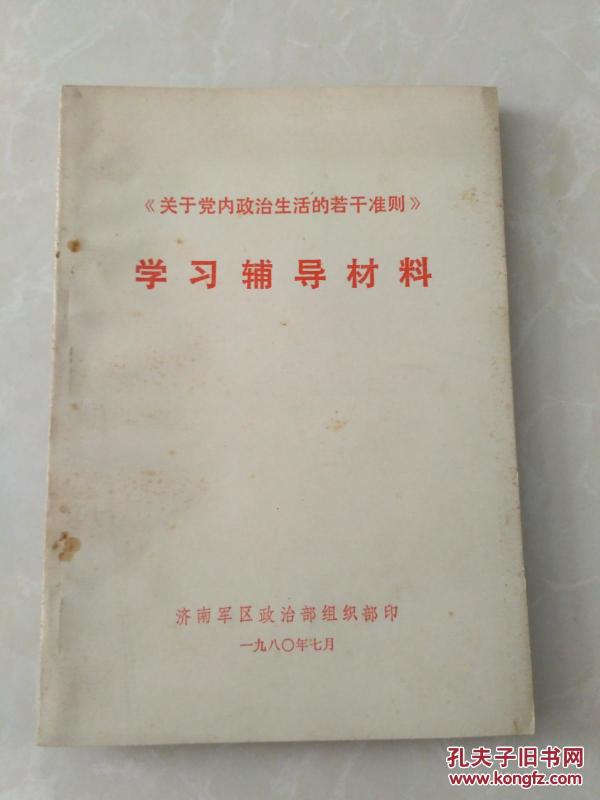 《关于党内政治生活的若干准则》
学习辅导材料
济南军区政治部组织部印
一九八〇年七月
孔夫子旧书网
www.kongfz.com